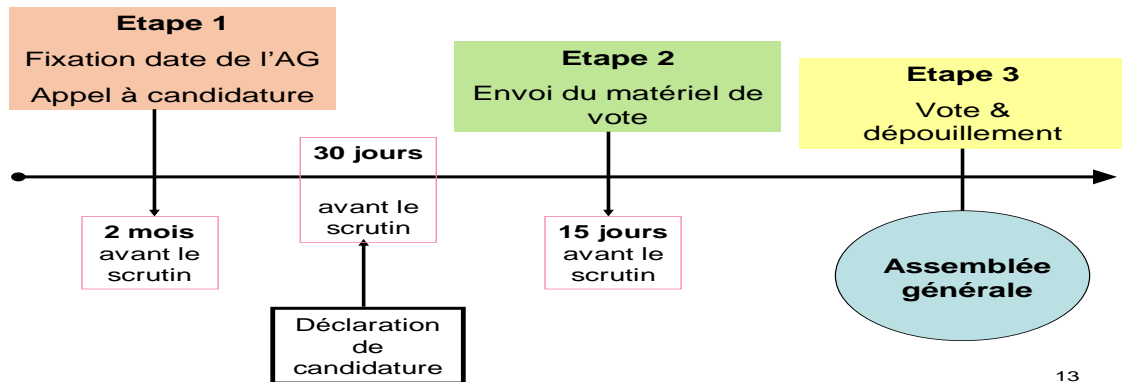 Etape 1
Fixation date de l'AG
Appel à candidature
Etape 2
Envoi du matériel de
vote
Etape 3
Vote &
dépouillement
30 jours
avant le
scrutin
2 mois
avant le
scrutin
15 jours
avant le
scrutin
Assemblée
générale
Déclaration
de
candidature
13